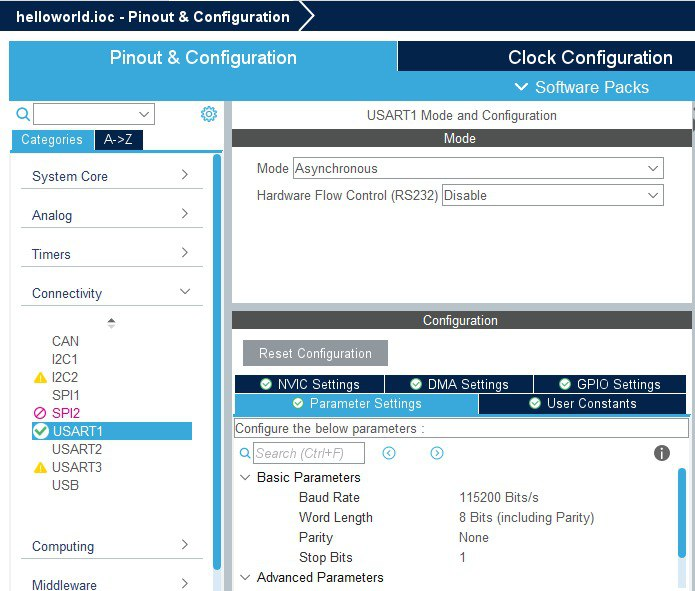 helloworld.ioc - Pinout & Configuration
Pinout & Configuration
Clock Configuration
Software Packs
Categories
A->Z
System Core
Analog
Timers
Connectivity
CAN
I2C1
I2C2
SPI1
SPI2
USART1
USART2
USART3
USB
Computing
Middleware
USART1 Mode and Configuration
Mode
Mode Asynchronous
Hardware Flow Control (RS232) Disable
Configuration
Reset Configuration
NVIC Settings
DMA Settings
GPIO Settings
Parameter Settings
User Constants
Configure the below parameters :
Search (Ctrl+F)
Basic Parameters
Baud Rate 115200 Bits/s
Word Length 8 Bits (including Parity)
Parity None
Stop Bits 1
Advanced Parameters